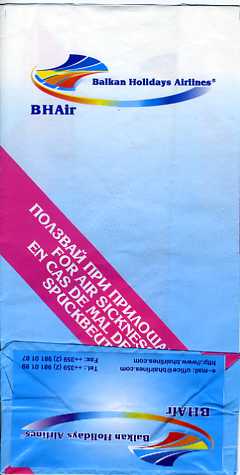 Balkan Holidays Airlines®
BHAir
ПОЛЗВАЙ ПРИ ПРИЛОША
FOR AIR SICKNES
EN CAS DE MAL DE
SPUCKBEUT
BHAir
Balkan Holidays Airlines
Tel.: ++359 (2) 981 01 69
Fax: ++359 (2) 981 01 87
e-mail: office@bhairlines.com
http://www.bhairlines.com